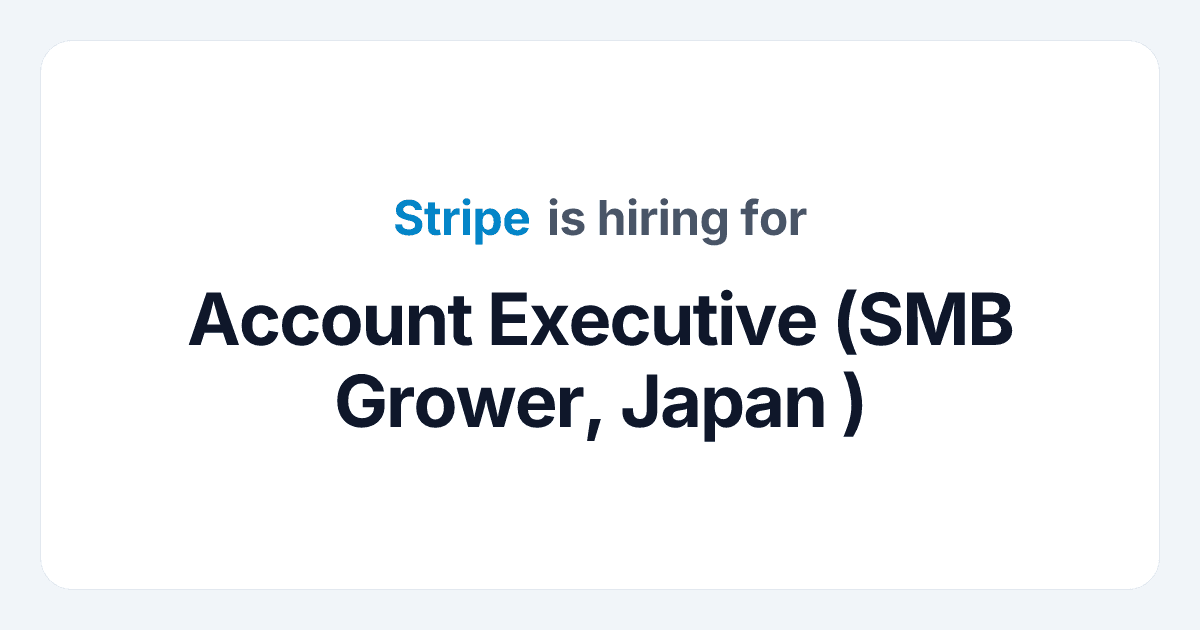 Stripe is hiring for
Account Executive (SMB
Grower, Japan )